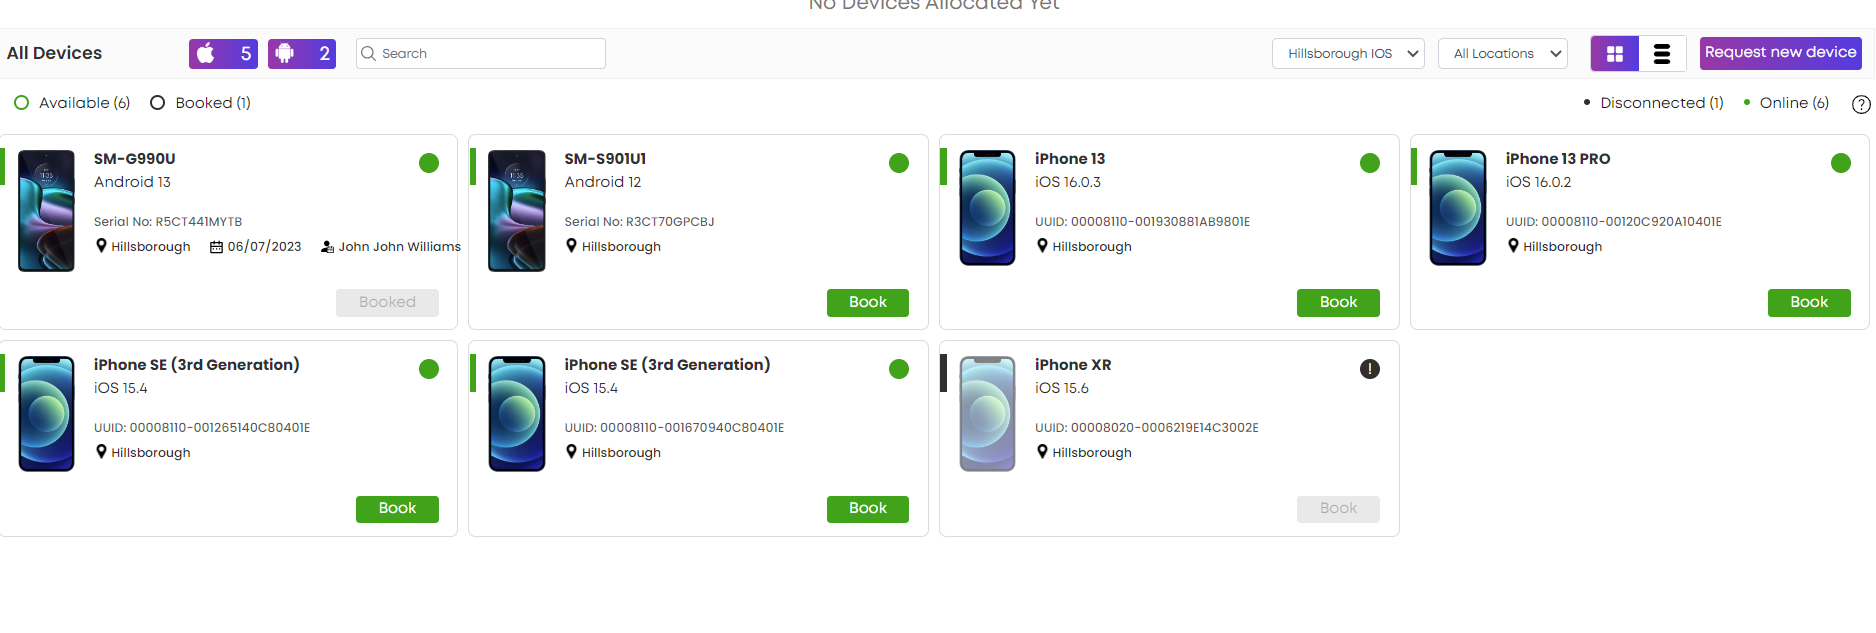 No Devices Allocated Yet
All Devices 5 2 Search Hillsborough IOS All Locations Request new device
Available (6) Booked (1) Disconnected (1) Online (6) ?
SM-G990U
Android 13
Serial No: R5CT441MYTB
Hillsborough 06/07/2023 John John Williams
Booked
SM-S901U1
Android 12
Serial No: R3CT70GPCBJ
Hillsborough
Book
iPhone 13
iOS 16.0.3
UUID: 00008110-001930881AB9801E
Hillsborough
Book
iPhone 13 PRO
iOS 16.0.2
UUID: 00008110-00120C920A10401E
Hillsborough
Book
iPhone SE (3rd Generation)
iOS 15.4
UUID: 00008110-001265140C80401E
Hillsborough
Book
iPhone SE (3rd Generation)
iOS 15.4
UUID: 00008110-001670940C80401E
Hillsborough
Book
iPhone XR
iOS 15.6
UUID: 00008020-0006219E14C3002E
Hillsborough
Book